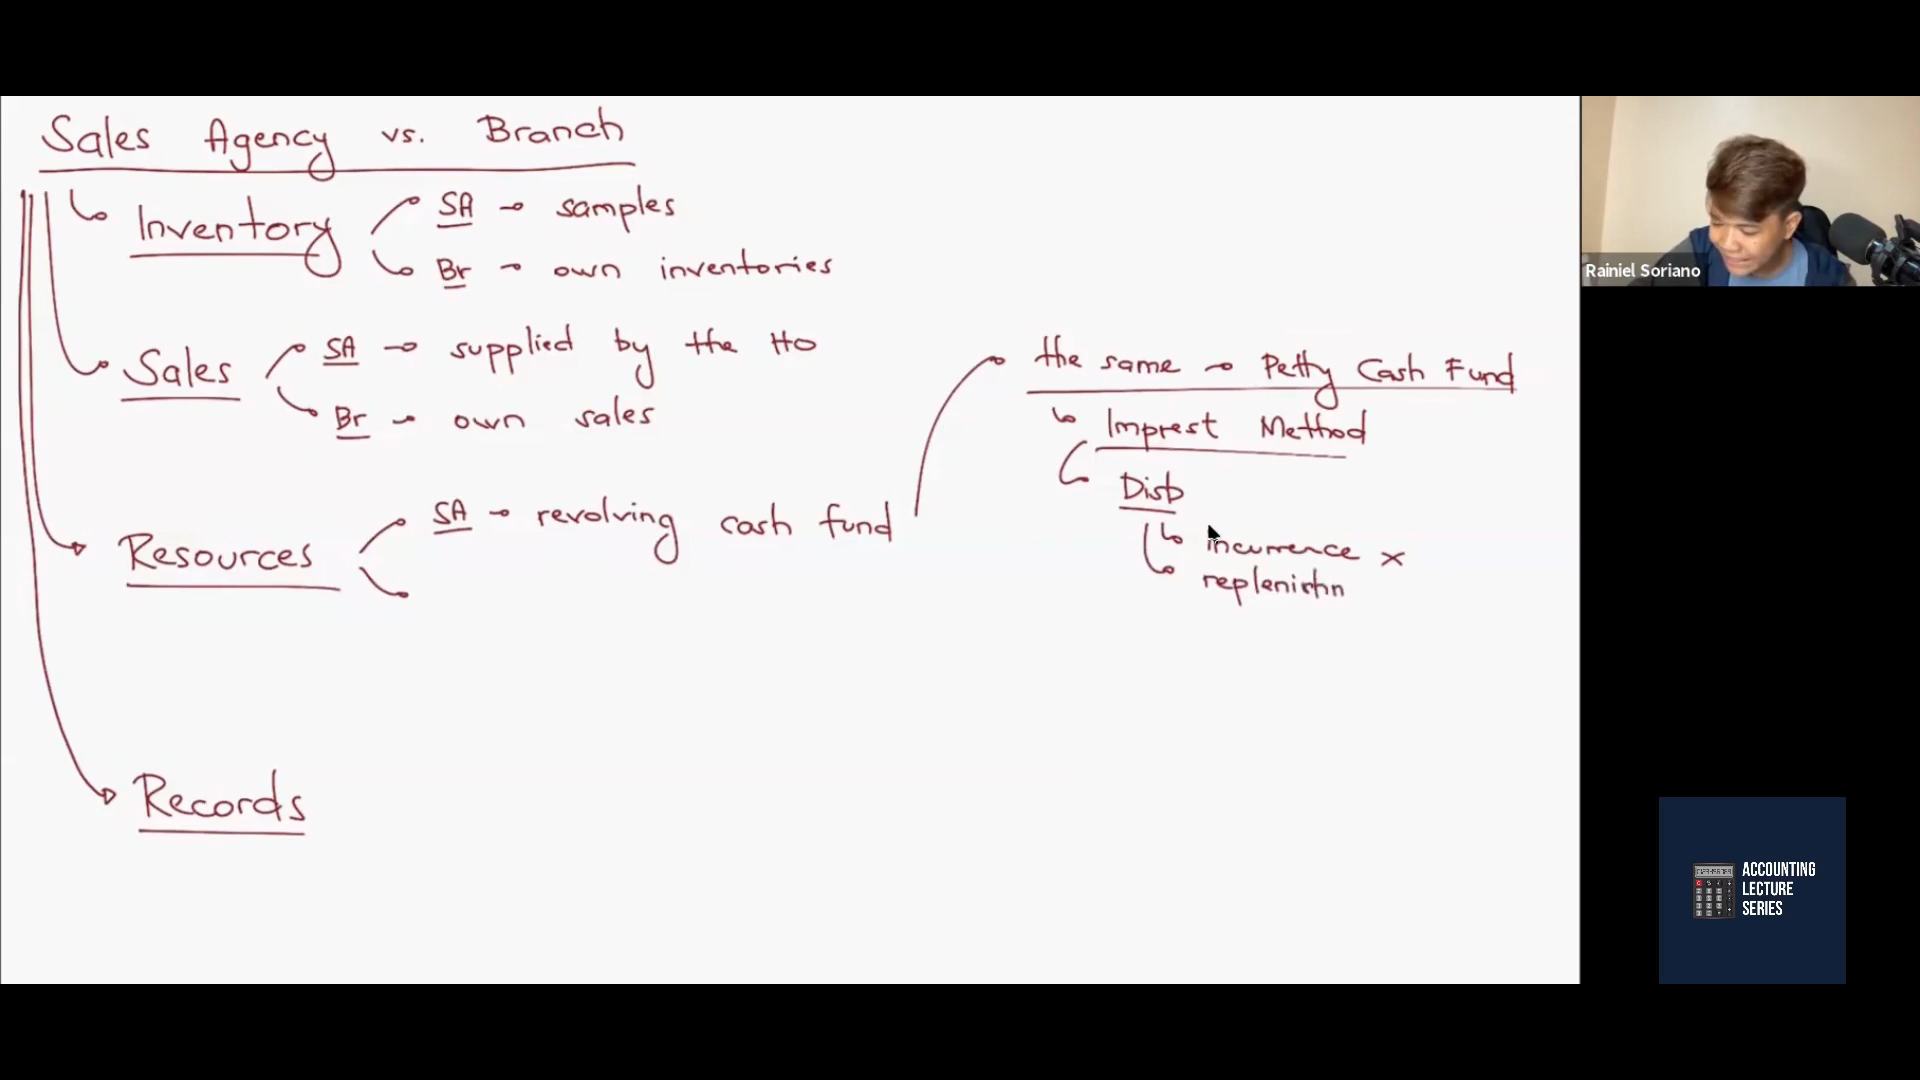 Sales Agency vs. Branch
Inventory
SA → samples
Br → own inventories
Sales
SA → supplied by the HO
Br → own sales
Resources
SA → revolving cash fund
the same → Petty Cash Fund
Imprest Method
Disb
incurrence x
replenishn
Records
Rainiel Soriano
ACCOUNTING
LECTURE
SERIES